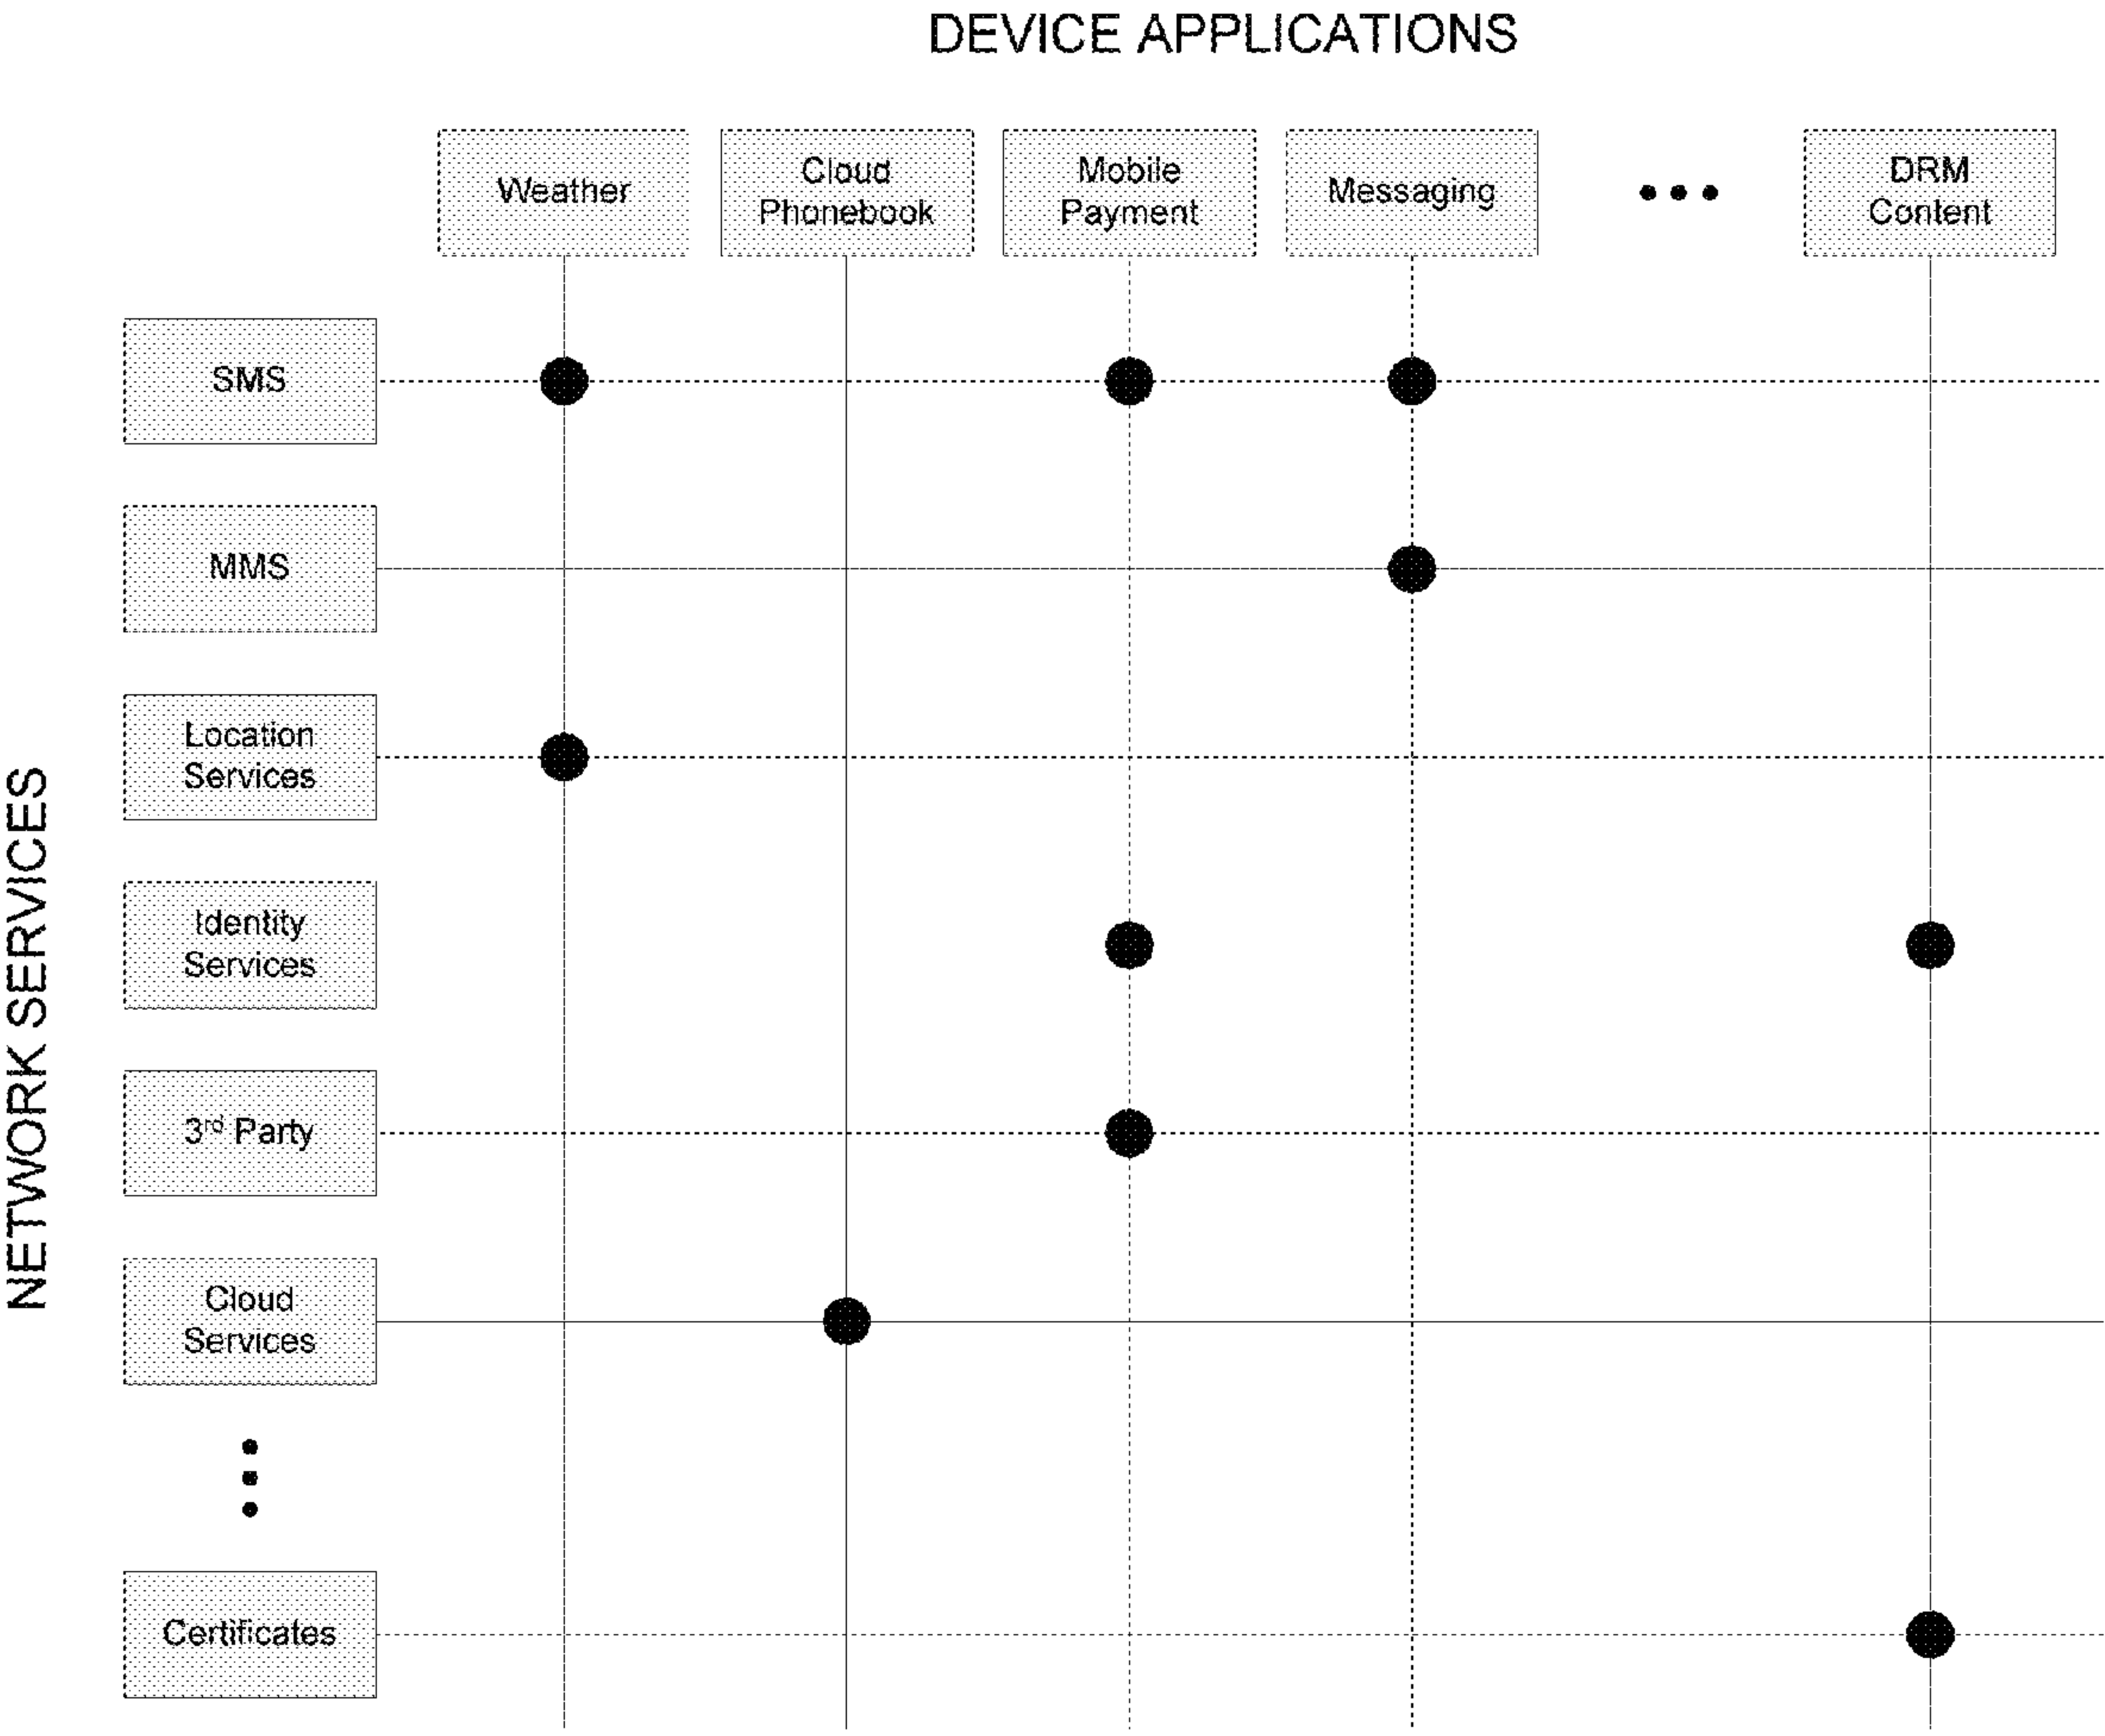 DEVICE APPLICATIONS
Weather
Cloud
Phonebook
Mobile
Payment
Messaging
DRM
Content
NETWORK SERVICES
SMS
MMS
Location
Services
Identity
Services
3rd Party
Cloud
Services
Certificates